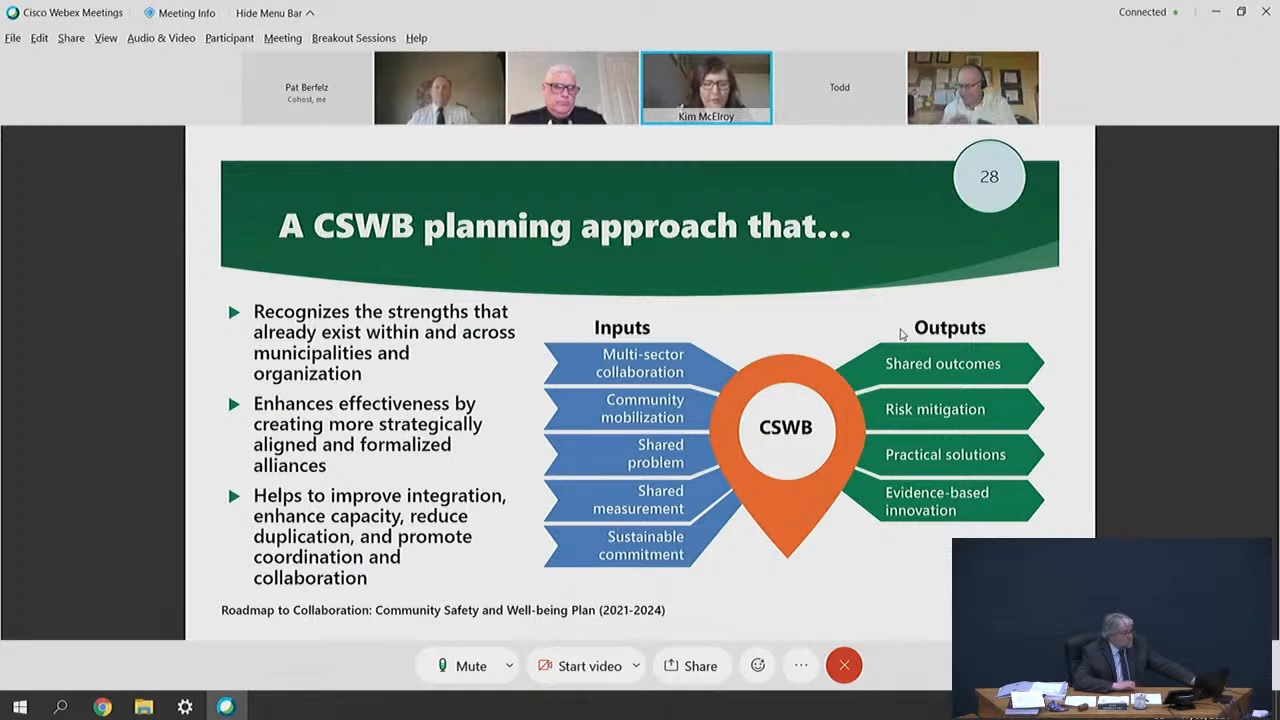 Cisco Webex Meetings
Meeting Info
Hide Menu Bar
Connected
File Edit Share View Audio & Video Participant Meeting Breakout Sessions Help
Pat Berfelz
Cohost, me
Kim McElroy
Todd
28
A CSWB planning approach that...
Recognizes the strengths that
already exist within and across
municipalities and
organization
Enhances effectiveness by
creating more strategically
aligned and formalized
alliances
Helps to improve integration,
enhance capacity, reduce
duplication, and promote
coordination and
collaboration
Inputs
Multi-sector
collaboration
Community
mobilization
Shared
problem
Shared
measurement
Sustainable
commitment
CSWB
Outputs
Shared outcomes
Risk mitigation
Practical solutions
Evidence-based
innovation
Roadmap to Collaboration: Community Safety and Well-being Plan (2021-2024)
Mute
Start video
Share